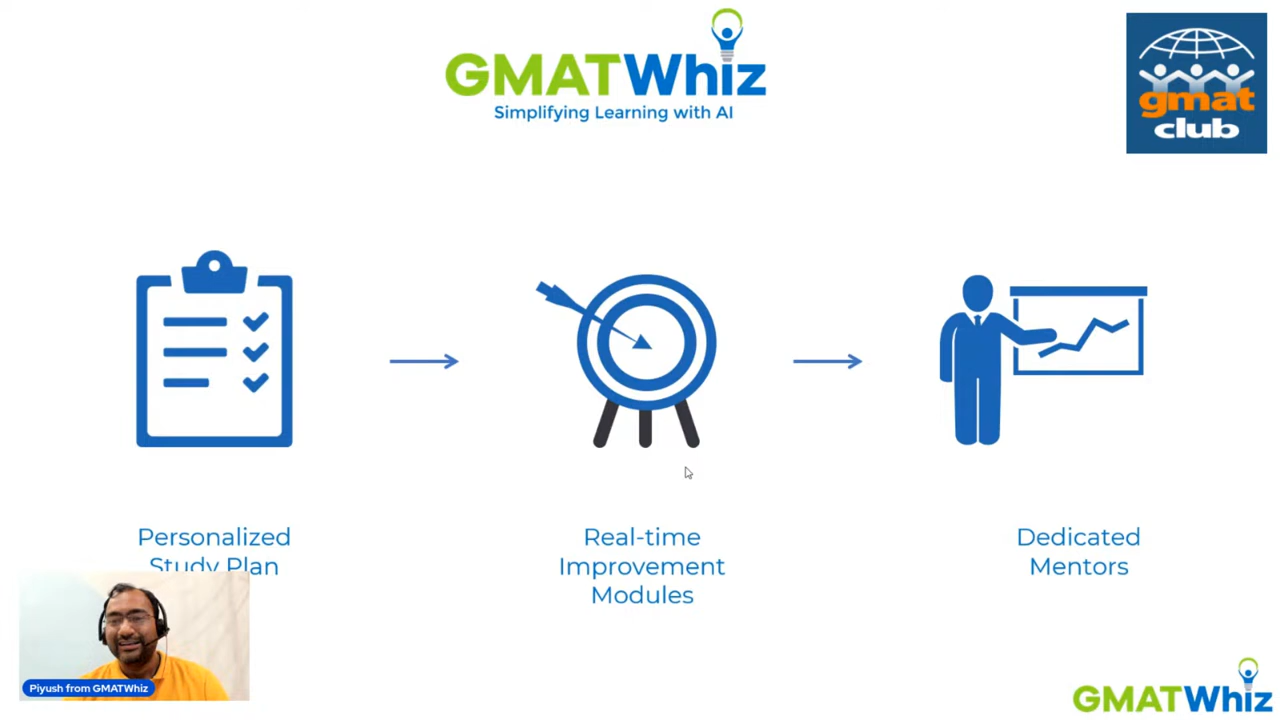 GMATWhiz
Simplifying Learning with AI
gmat
club
Personalized
Study Plan
Real-time
Improvement
Modules
Dedicated
Mentors
Piyush from GMATWhiz
GMATWhiz